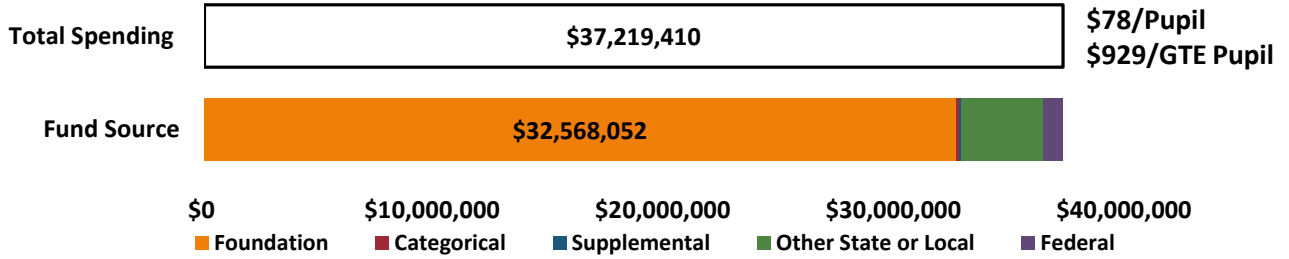 Total Spending
$37,219,410
$78/Pupil
$929/GTE Pupil
Fund Source
$32,568,052
$0 $10,000,000 $20,000,000 $30,000,000 $40,000,000
Foundation Categorical Supplemental Other State or Local Federal